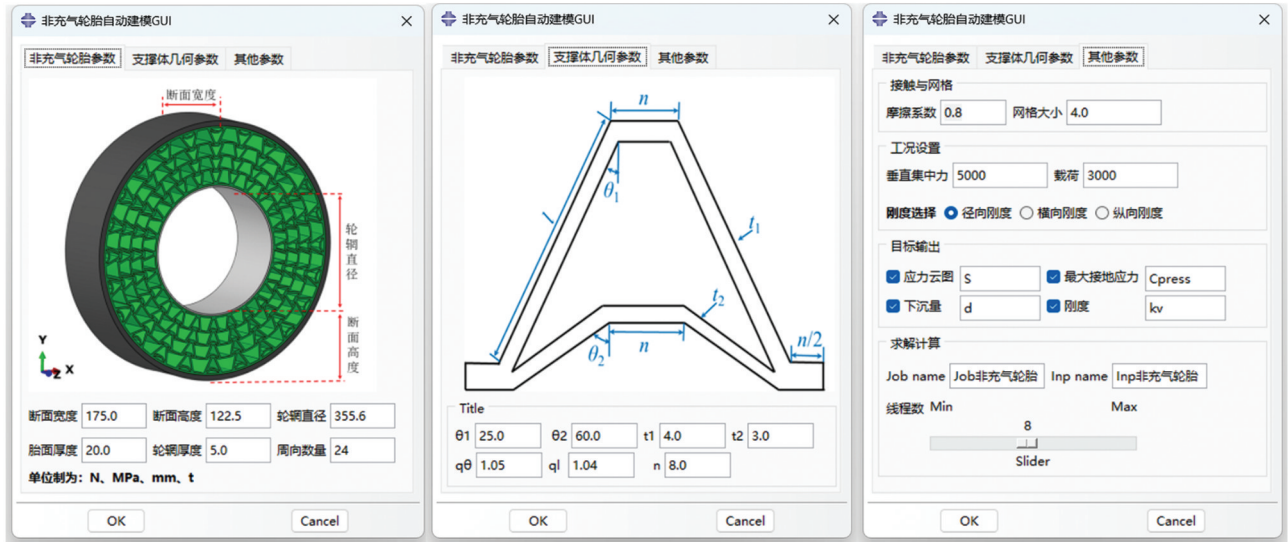 非充气轮胎自动建模GUI
非充气轮胎参数 支撑体几何参数 其他参数
断面宽度
轮辋直径
断面高度
Y
Z X
断面宽度 175.0 断面高度 122.5 轮辋直径 355.6
胎面厚度 20.0 轮辋厚度 5.0 周向数量 24
单位制为：N、MPa、mm、t
OK Cancel
非充气轮胎自动建模GUI
非充气轮胎参数 支撑体几何参数 其他参数
n
θ1
l
t1
t2
θ2 n n/2
Title
θ1 25.0 θ2 60.0 t1 4.0 t2 3.0
qθ 1.05 ql 1.04 n 8.0
OK Cancel
非充气轮胎自动建模GUI
非充气轮胎参数 支撑体几何参数 其他参数
接触与网格
摩擦系数 0.8 网格大小 4.0
工况设置
垂直集中力 5000 载荷 3000
刚度选择 径向刚度 横向刚度 纵向刚度
目标输出
应力云图 S 最大接地应力 Cpress
下沉量 d 刚度 kv
求解计算
Job name Job非充气轮胎 Inp name Inp非充气轮胎
线程数 Min Max
8
Slider
OK Cancel